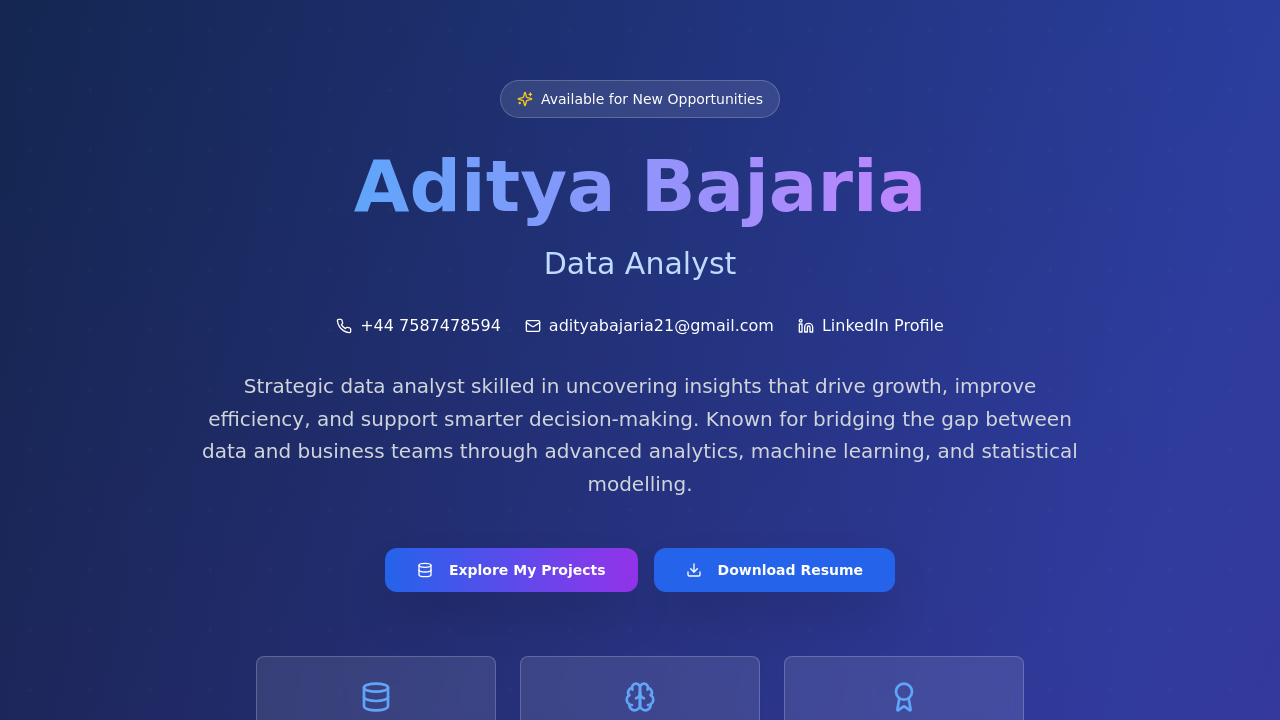 Available for New Opportunities
Aditya Bajaria
Data Analyst
+44 7587478594 adityabajaria21@gmail.com LinkedIn Profile
Strategic data analyst skilled in uncovering insights that drive growth, improve
efficiency, and support smarter decision-making. Known for bridging the gap between
data and business teams through advanced analytics, machine learning, and statistical
modelling.
Explore My Projects Download Resume